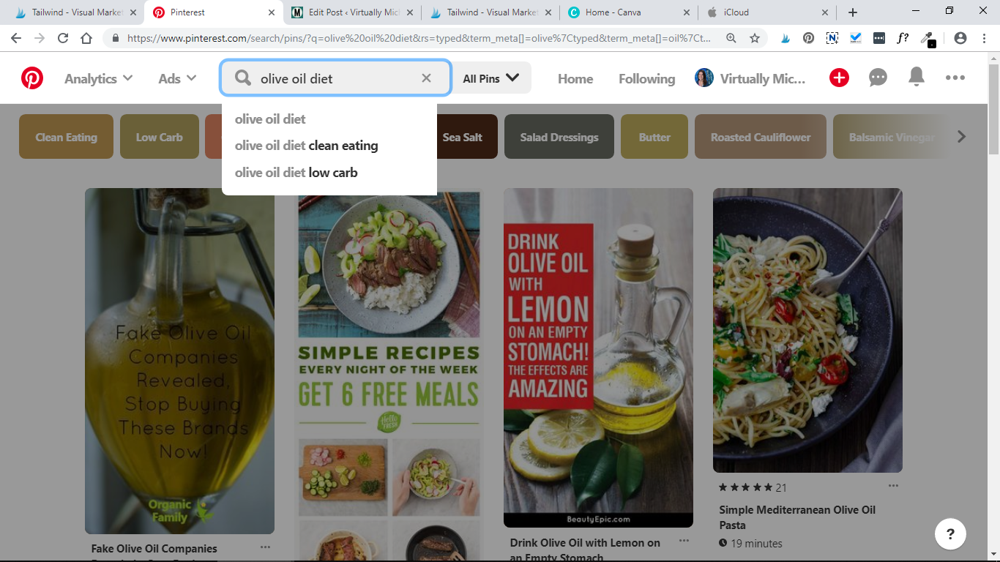 Tailwind - Visual Market
Pinterest
Edit Post ‹ Virtually Mich
Tailwind - Visual Market
Home - Canva
iCloud
https://www.pinterest.com/search/pins/?q=olive%20oil%20diet&rs=typed&term_meta[]=olive%7Ctyped&term_meta[]=oil%7Ct...
Analytics
Ads
olive oil diet
All Pins
Home
Following
Virtually Mic...
olive oil diet
olive oil diet clean eating
olive oil diet low carb
Clean Eating
Low Carb
Sea Salt
Salad Dressings
Butter
Roasted Cauliflower
Balsamic Vinegar
Fake Olive Oil
Companies
Revealed,
Stop Buying
These Brands
Now!
Organic
Family
Fake Olive Oil Companies
SIMPLE RECIPES
EVERY NIGHT OF THE WEEK
GET 6 FREE MEALS
Hello
FRESH
DRINK
OLIVE OIL
WITH
LEMON
ON AN EMPTY
STOMACH!
THE EFFECTS ARE
AMAZING
BeautyEpic.com
Drink Olive Oil with Lemon on
an Empty Stomach
21
Simple Mediterranean Olive Oil
Pasta
19 minutes
?